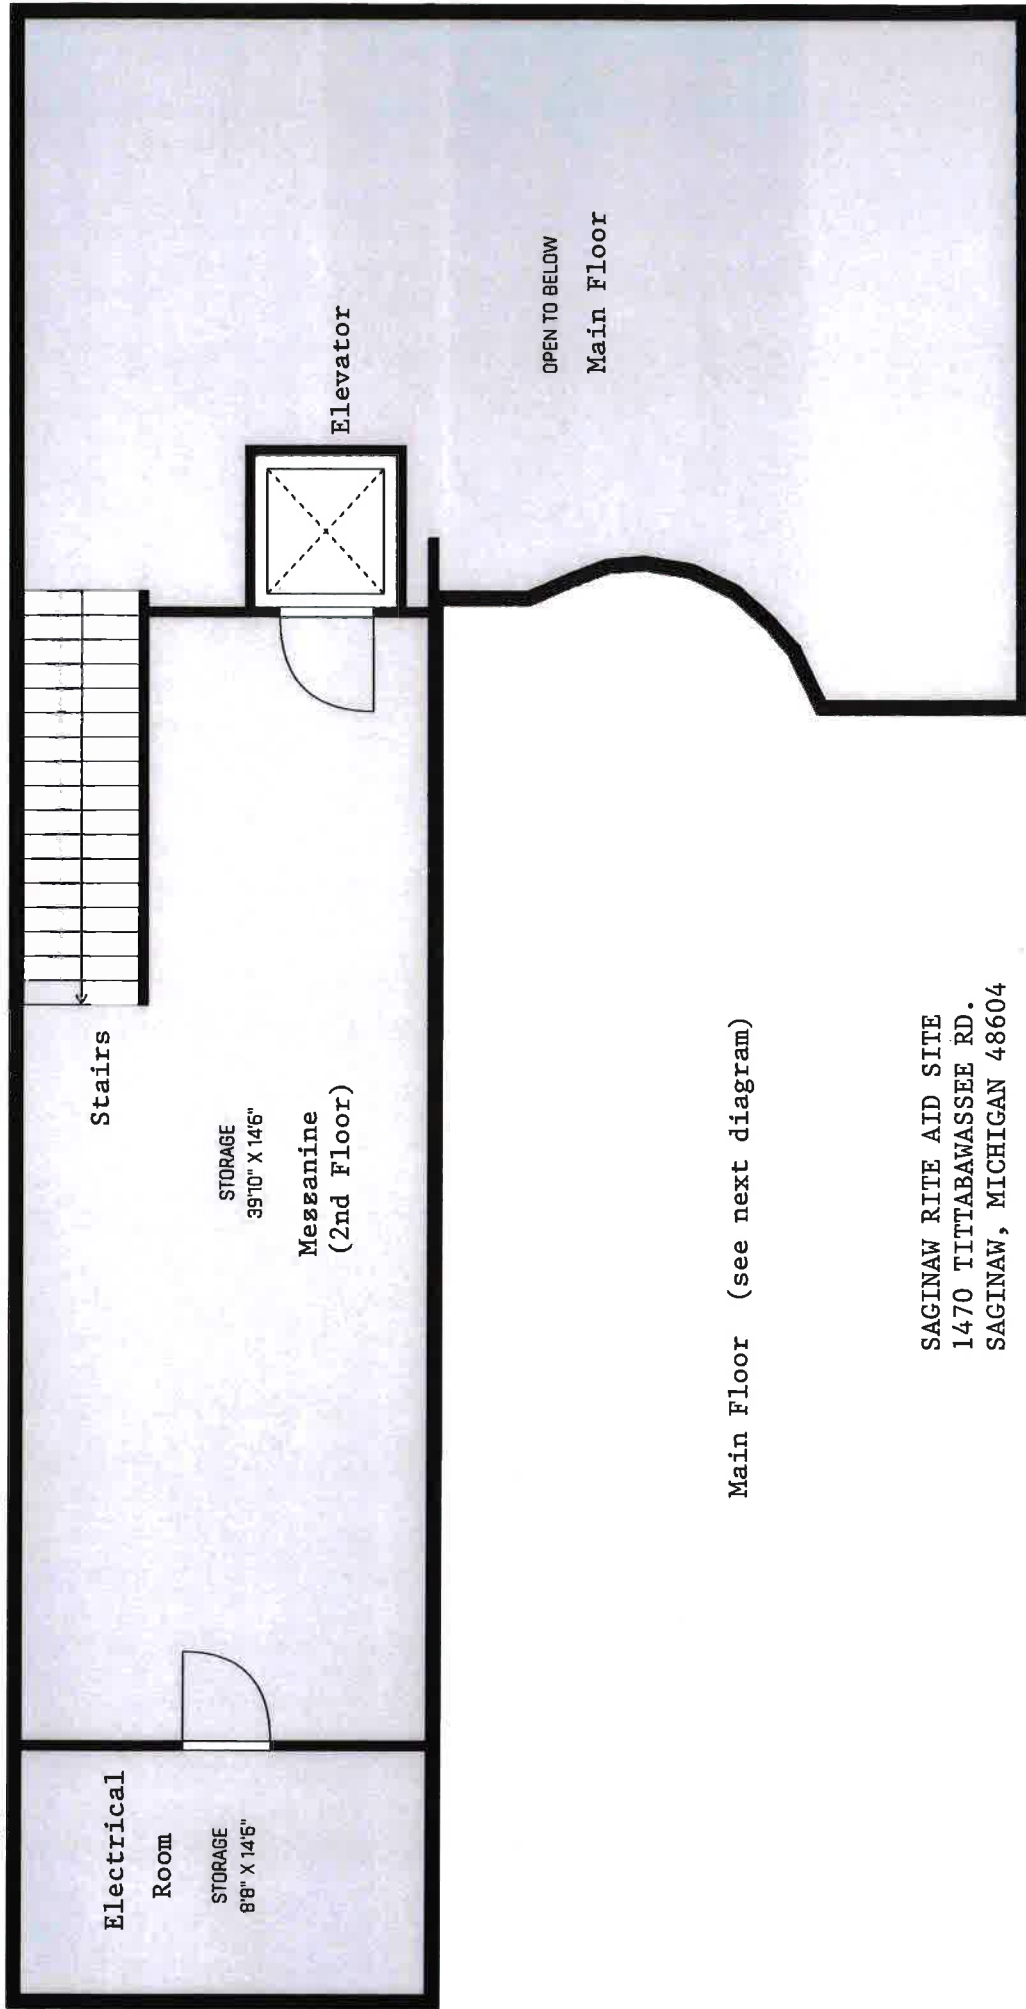 Electrical
Room
STORAGE
8'8" X 14'6"
Stairs
STORAGE
39'10" X 14'6"
Mezzanine
(2nd Floor)
Elevator
OPEN TO BELOW
Main Floor
Main Floor (see next diagram)
SAGINAW RITE AID SITE
1470 TITTABAWASSEE RD.
SAGINAW, MICHIGAN 48604